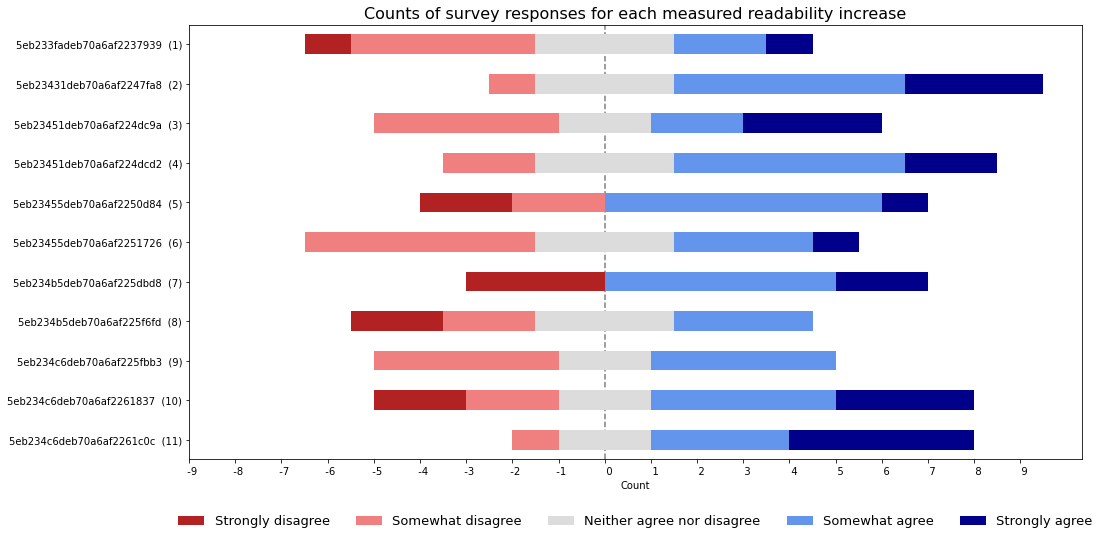 Counts of survey responses for each measured readability increase
5eb233fadeb70a6af2237939 (1)
5eb23431deb70a6af2247fa8 (2)
5eb23451deb70a6af224dc9a (3)
5eb23451deb70a6af224dcd2 (4)
5eb23455deb70a6af2250d84 (5)
5eb23455deb70a6af2251726 (6)
5eb234b5deb70a6af225dbd8 (7)
5eb234b5deb70a6af225f6fd (8)
5eb234c6deb70a6af225fbb3 (9)
5eb234c6deb70a6af2261837 (10)
5eb234c6deb70a6af2261c0c (11)
-9 -8 -7 -6 -5 -4 -3 -2 -1 0 1 2 3 4 5 6 7 8 9
Count
Strongly disagree Somewhat disagree Neither agree nor disagree Somewhat agree Strongly agree